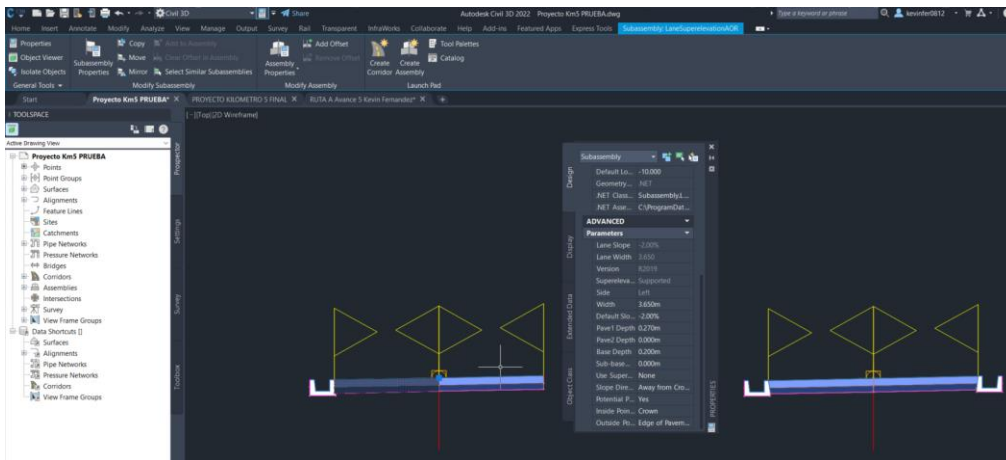 Civil 3D
Share
Autodesk Civil 3D 2022 Proyecto Km5 PRUEBA.dwg
Type a keyword or phrase
kevinfer0812
Home Insert Annotate Modify Analyze View Manage Output Survey Rail Transparent InfraWorks Collaborate Help Add-ins Featured Apps Express Tools Subassembly: LaneSuperelevationAOR
Properties
Object Viewer
Isolate Objects
General Tools
Subassembly Properties
Copy
Move
Mirror
Add to Assembly
Select Similar Subassemblies
Modify Subassembly
Assembly Properties
Add Offset
Remove Offset
Modify Assembly
Create Corridor
Create Assembly
Tool Palettes
Catalog
Launch Pad
Start Proyecto Km5 PRUEBA* PROYECTO KILOMETRO 5 FINAL RUTA A Avance 5 Kevin Fernandez*
TOOLSPACE
[-][Top][2D Wireframe]
Active Drawing View
Proyecto Km5 PRUEBA
Points
Point Groups
Surfaces
Alignments
Feature Lines
Sites
Catchments
Pipe Networks
Pressure Networks
Bridges
Corridors
Assemblies
Intersections
Survey
View Frame Groups
Data Shortcuts []
Surfaces
Alignments
Pipe Networks
Pressure Networks
Corridors
View Frame Groups
Prospector
Settings
Survey
Toolbox
Subassembly
Default Lo... -10.000
Geometry... .NET
.NET Class... Subassembly.L...
.NET Asse... C:\ProgramDat...
ADVANCED
Parameters
Lane Slope -2.00%
Lane Width 3.650
Version R2019
Supereleva... Supported
Side Left
Width 3.650m
Default Slo... -2.00%
Pave1 Depth 0.270m
Pave2 Depth 0.000m
Base Depth 0.200m
Sub-base... 0.000m
Use Super... None
Slope Dire... Away from Cro...
Potential P... Yes
Inside Poin... Crown
Outside Po... Edge of Pavem...
Design
Display
Extended Data
Object Class
PROPERTIES